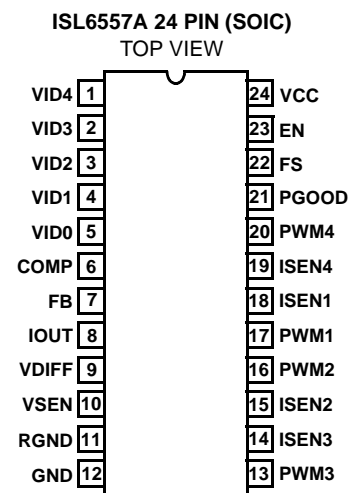 ISL6557A 24 PIN (SOIC)
TOP VIEW
VID4 1 24 VCC
VID3 2 23 EN
VID2 3 22 FS
VID1 4 21 PGOOD
VID0 5 20 PWM4
COMP 6 19 ISEN4
FB 7 18 ISEN1
IOUT 8 17 PWM1
VDIFF 9 16 PWM2
VSEN 10 15 ISEN2
RGND 11 14 ISEN3
GND 12 13 PWM3